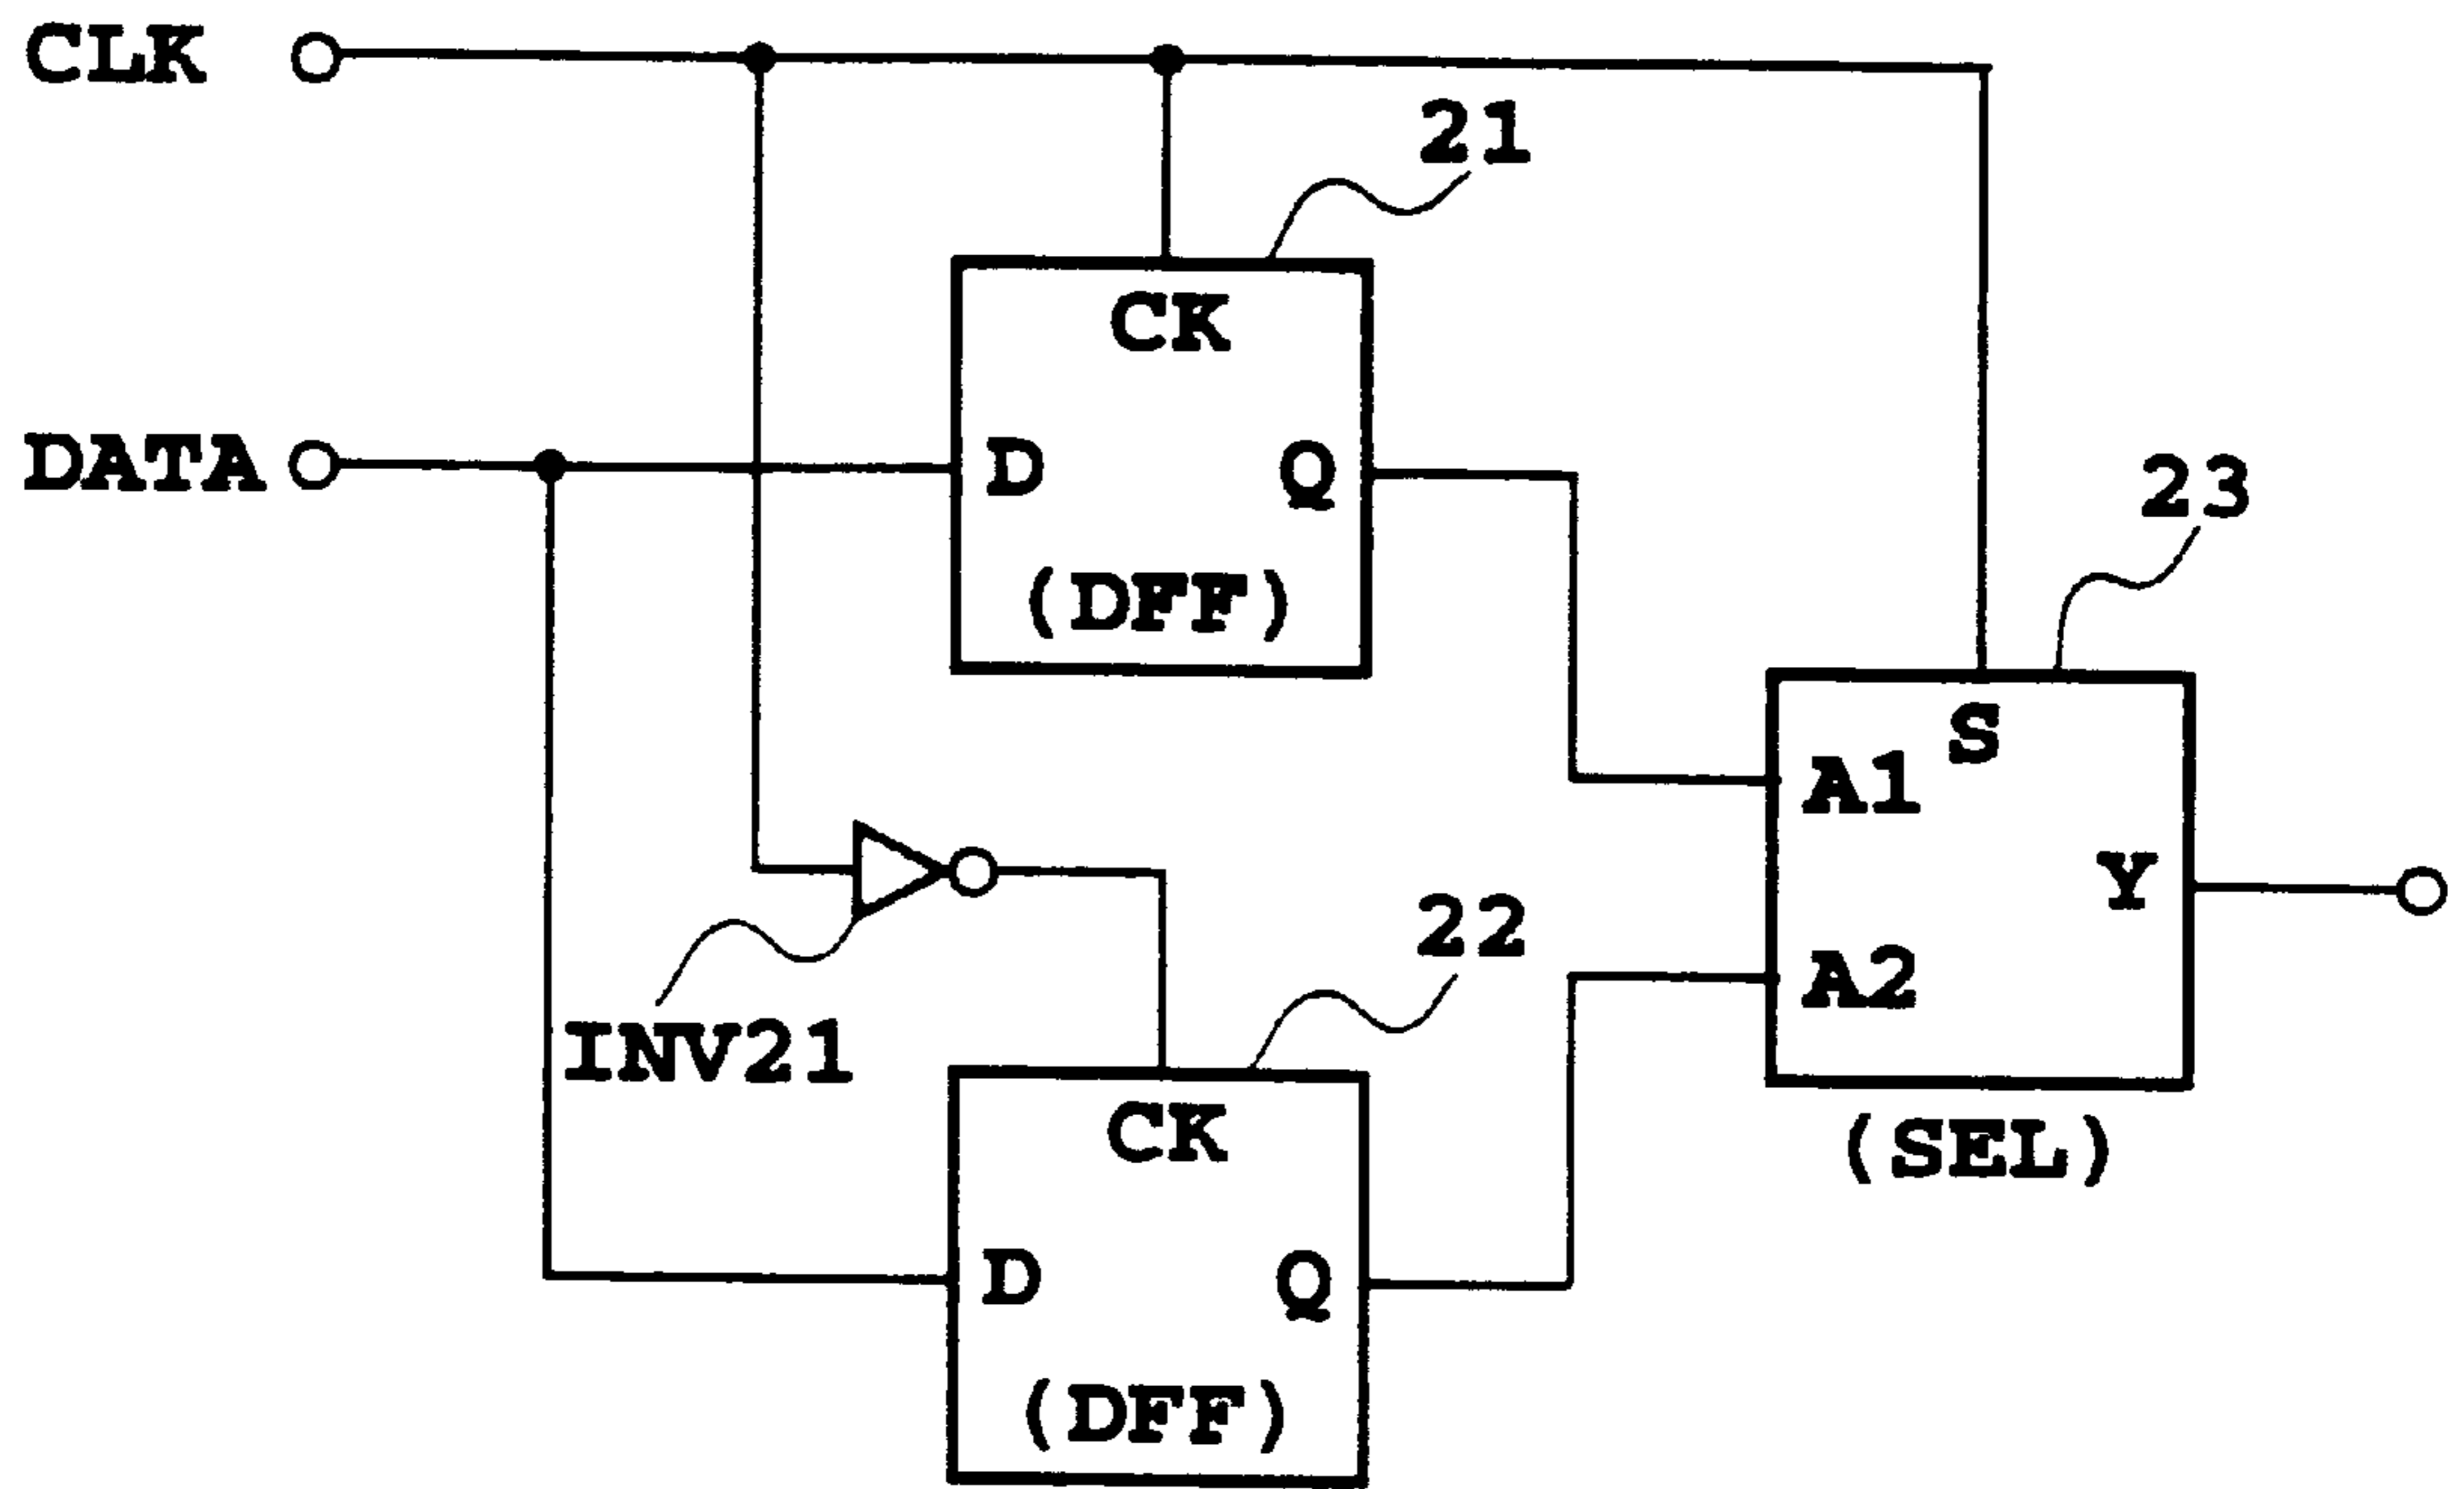 CLK
21
CK
DATA
D Q
23
(DFF)
S
A1
Y
22
A2
INV21
CK
(SEL)
D Q
(DFF)